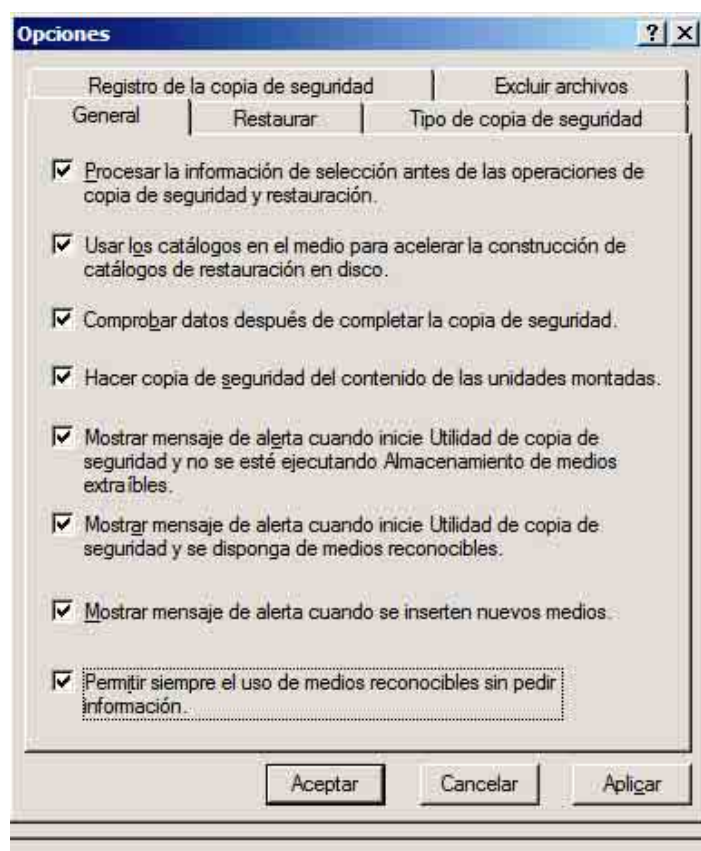 Opciones
Registro de la copia de seguridad
Excluir archivos
General
Restaurar
Tipo de copia de seguridad
Procesar la información de selección antes de las operaciones de
copia de seguridad y restauración.
Usar los catálogos en el medio para acelerar la construcción de
catálogos de restauración en disco.
Comprobar datos después de completar la copia de seguridad.
Hacer copia de seguridad del contenido de las unidades montadas.
Mostrar mensaje de alerta cuando inicie Utilidad de copia de
seguridad y no se esté ejecutando Almacenamiento de medios
extraíbles.
Mostrar mensaje de alerta cuando inicie Utilidad de copia de
seguridad y se disponga de medios reconocibles.
Mostrar mensaje de alerta cuando se inserten nuevos medios.
Permitir siempre el uso de medios reconocibles sin pedir
información.
Aceptar
Cancelar
Aplicar